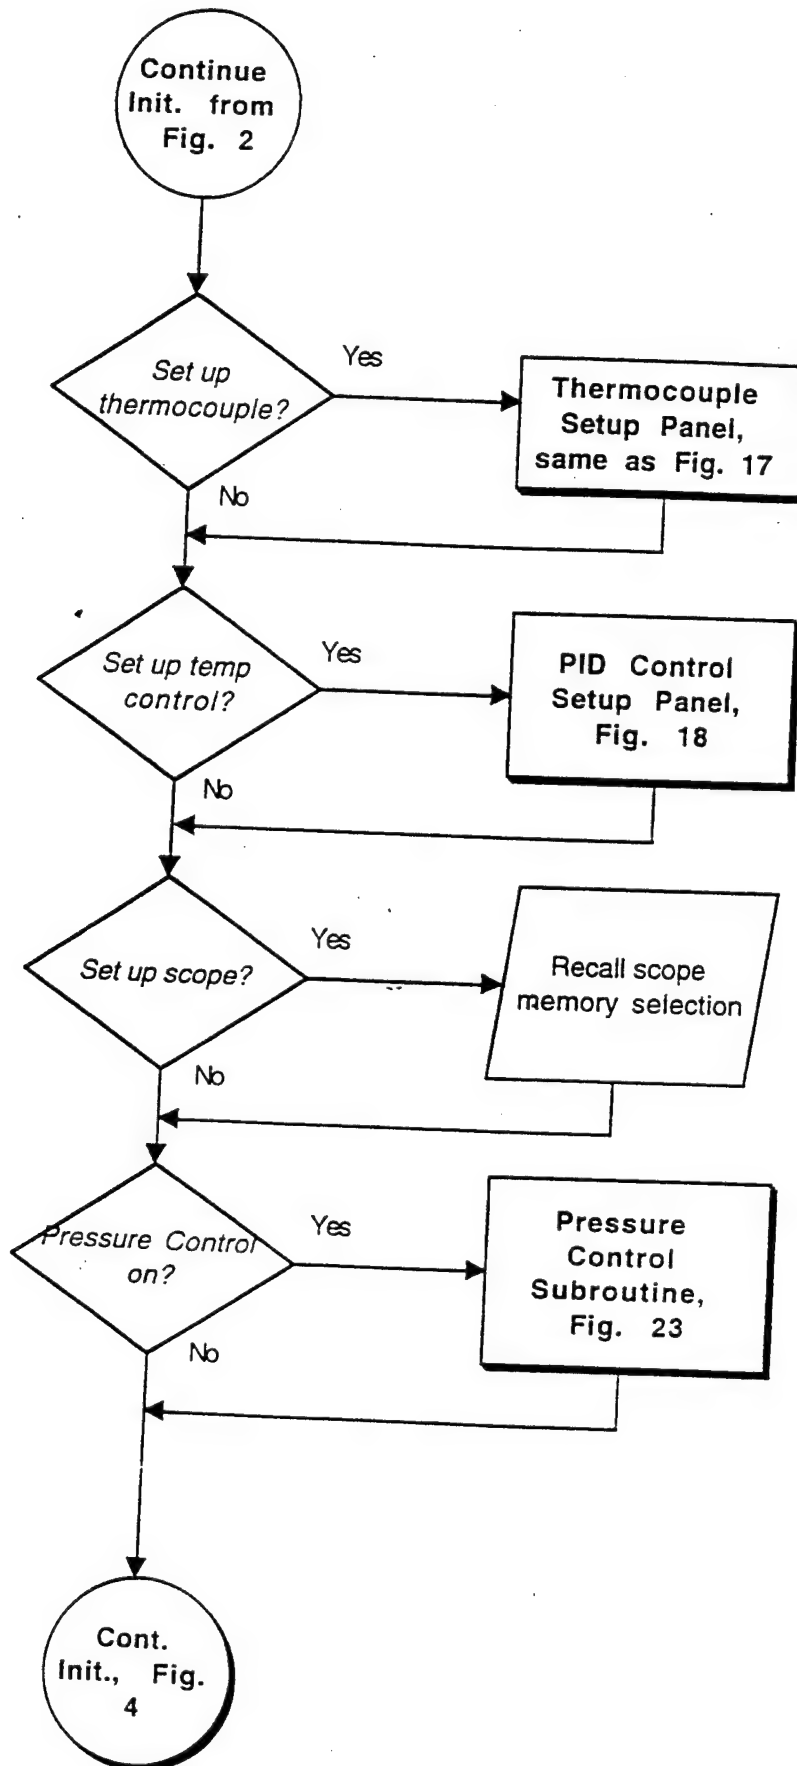 Continue
Init. from
Fig. 2
Set up
thermocouple?
Yes
Thermocouple
Setup Panel,
same as Fig. 17
No
Set up temp
control?
Yes
PID Control
Setup Panel,
Fig. 18
No
Set up scope?
Yes
Recall scope
memory selection
No
Pressure Control
on?
Yes
Pressure
Control
Subroutine,
Fig. 23
No
Cont.
Init., Fig.
4